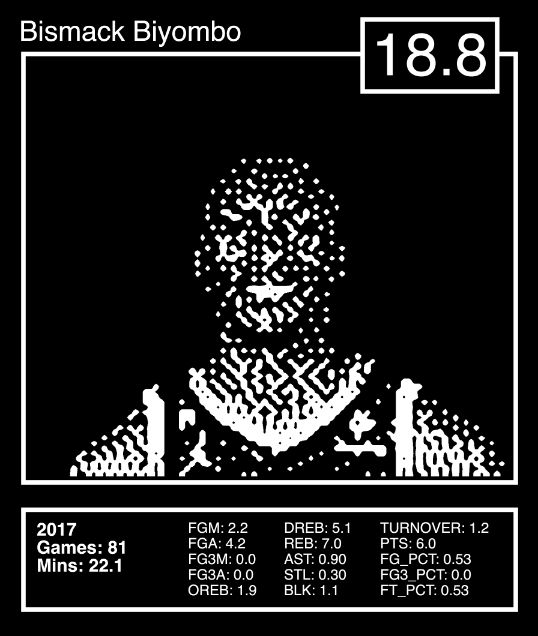 Bismack Biyombo
18.8
2017
Games: 81
Mins: 22.1
FGM: 2.2
FGA: 4.2
FG3M: 0.0
FG3A: 0.0
OREB: 1.9
DREB: 5.1
REB: 7.0
AST: 0.90
STL: 0.30
BLK: 1.1
TURNOVER: 1.2
PTS: 6.0
FG_PCT: 0.53
FG3_PCT: 0.0
FT_PCT: 0.53